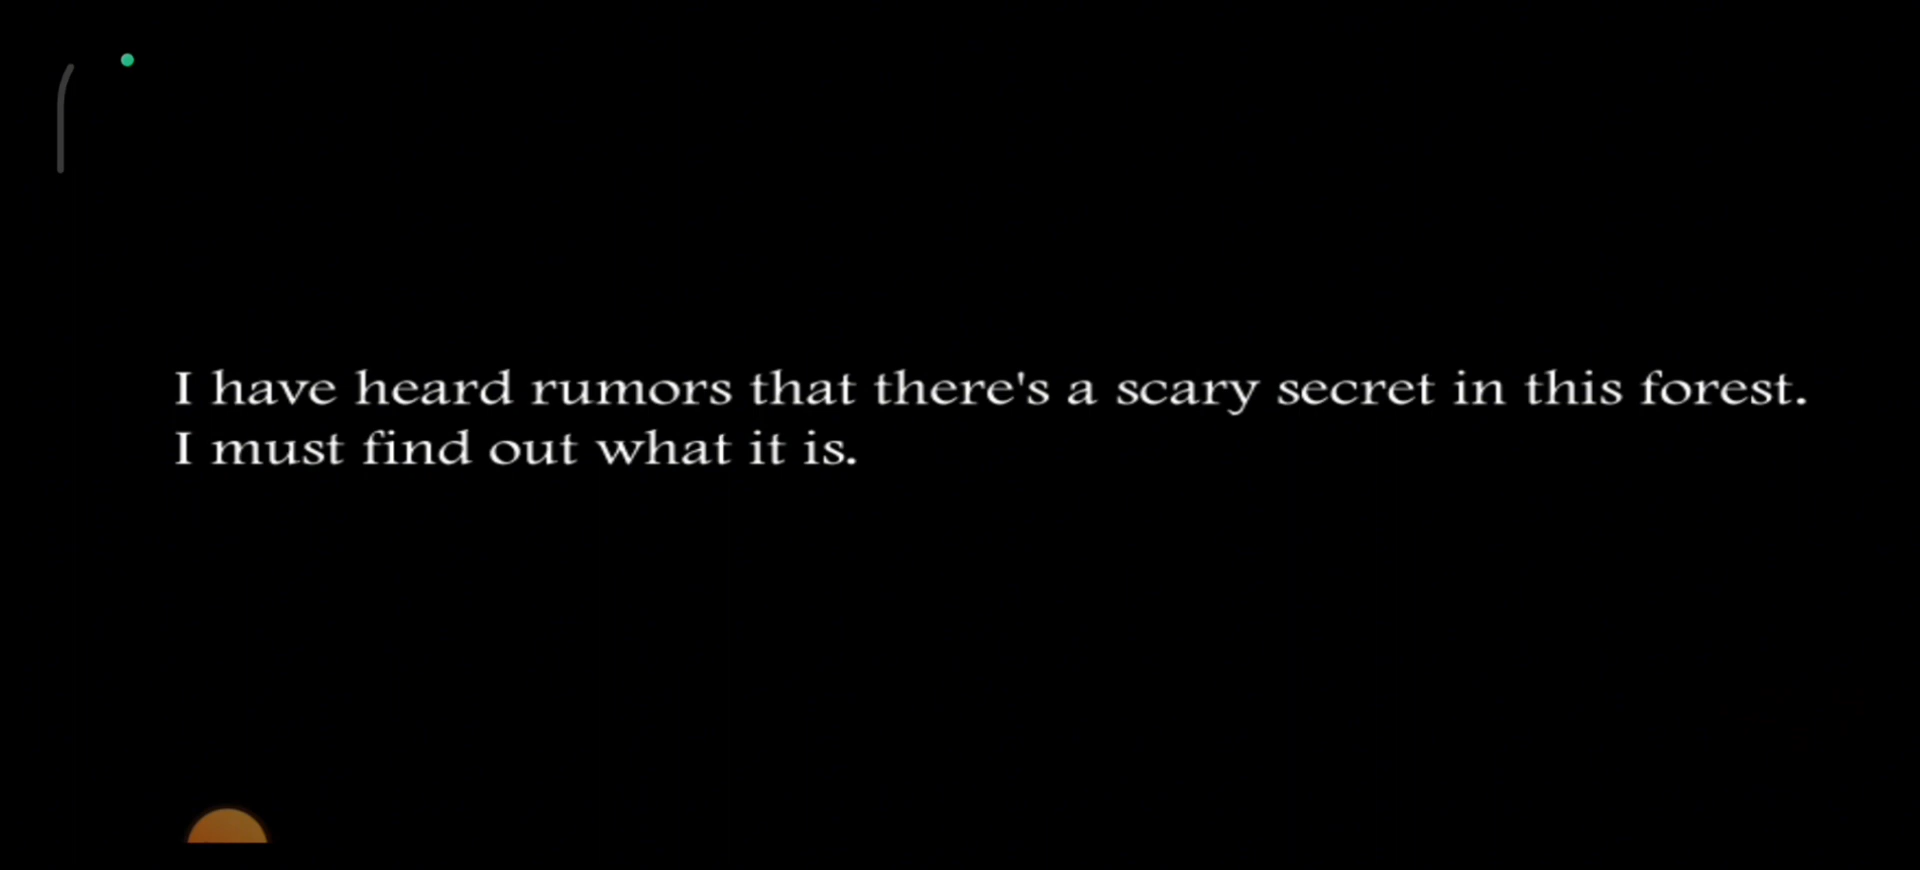 I have heard rumors that there's a scary secret in this forest.
I must find out what it is.